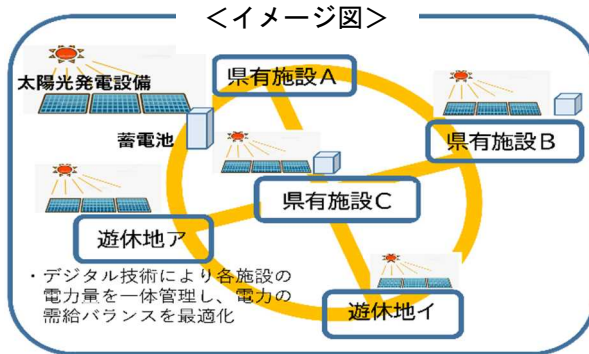 ＜イメージ図＞
太陽光発電設備
県有施設A
蓄電池
県有施設B
県有施設C
遊休地ア
遊休地イ
・デジタル技術により各施設の
電力量を一体管理し、電力の
需給バランスを最適化